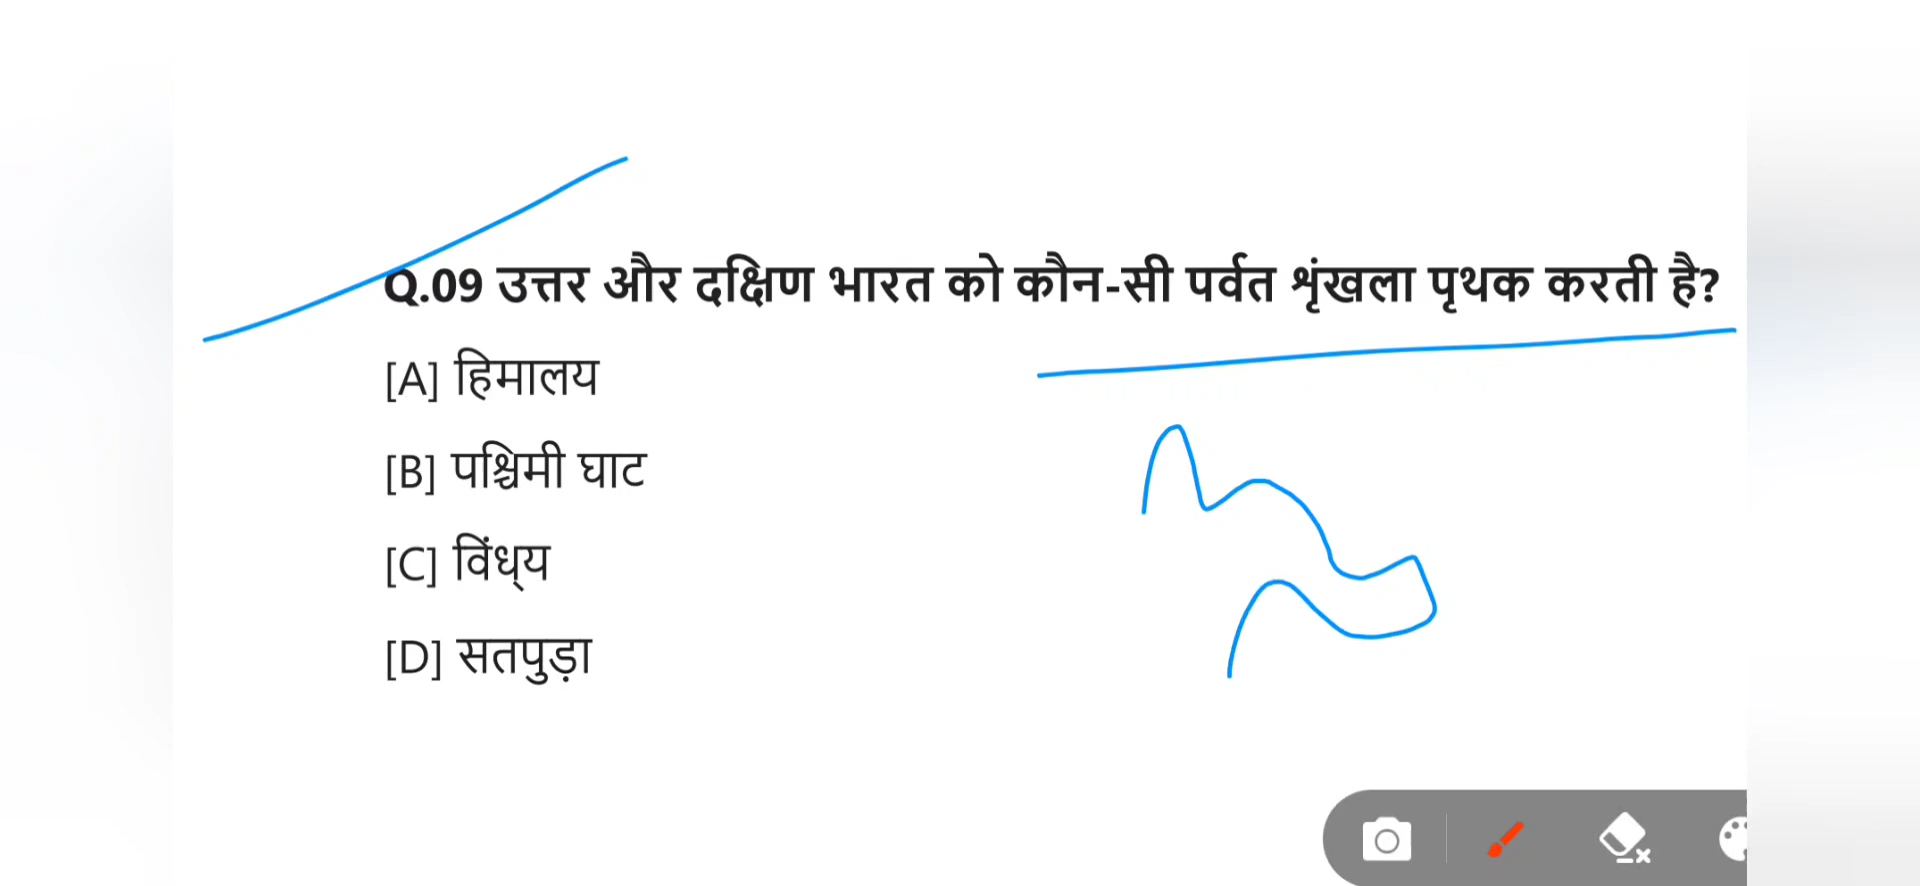 Q.09 उत्तर और दक्षिण भारत को कौन-सी पर्वत शृंखला पृथक करती है?
[A] हिमालय
[B] पश्चिमी घाट
[C] विंध्य
[D] सतपुड़ा